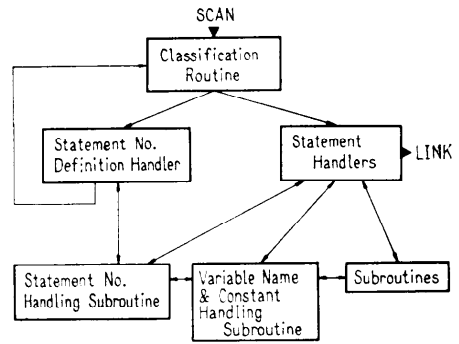 SCAN
Classification
Routine
Statement No.
Definition Handler
Statement
Handlers
LINK
Statement No.
Handling Subroutine
Variable Name
& Constant
Handling
Subroutine
Subroutines